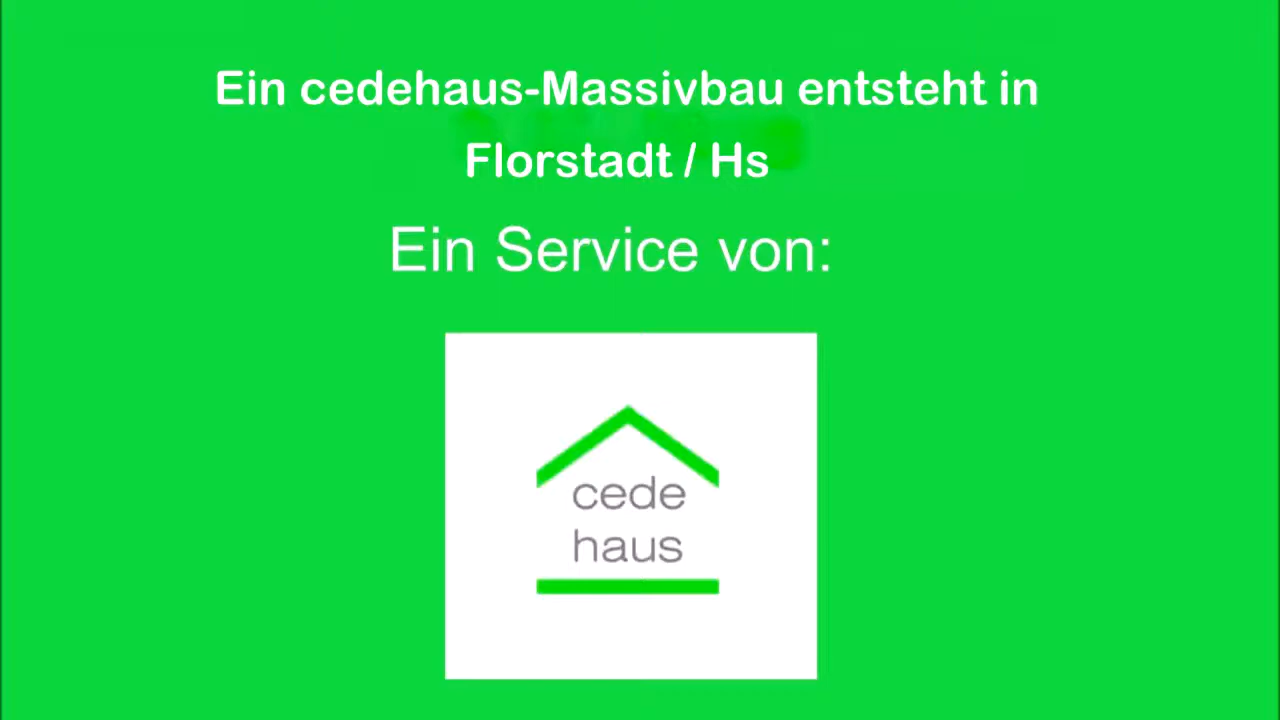 Ein cedehaus-Massivbau entsteht in
Florstadt / Hs
Ein Service von:
cede
haus